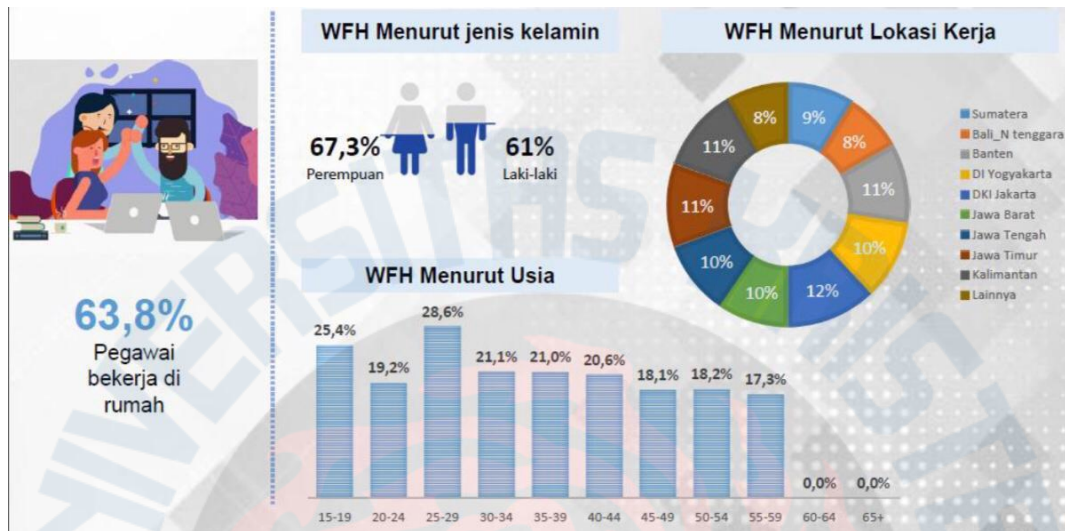 WFH Menurut jenis kelamin
67,3%
Perempuan
61%
Laki-laki
WFH Menurut Lokasi Kerja
9%
8%
11%
10%
12%
10%
10%
11%
11%
8%
Sumatera
Bali_N tenggara
Banten
DI Yogyakarta
DKI Jakarta
Jawa Barat
Jawa Tengah
Jawa Timur
Kalimantan
Lainnya
63,8%
Pegawai
bekerja di
rumah
WFH Menurut Usia
25,4%
19,2%
28,6%
21,1%
21,0%
20,6%
18,1%
18,2%
17,3%
0,0%
0,0%
15-19
20-24
25-29
30-34
35-39
40-44
45-49
50-54
55-59
60-64
65+